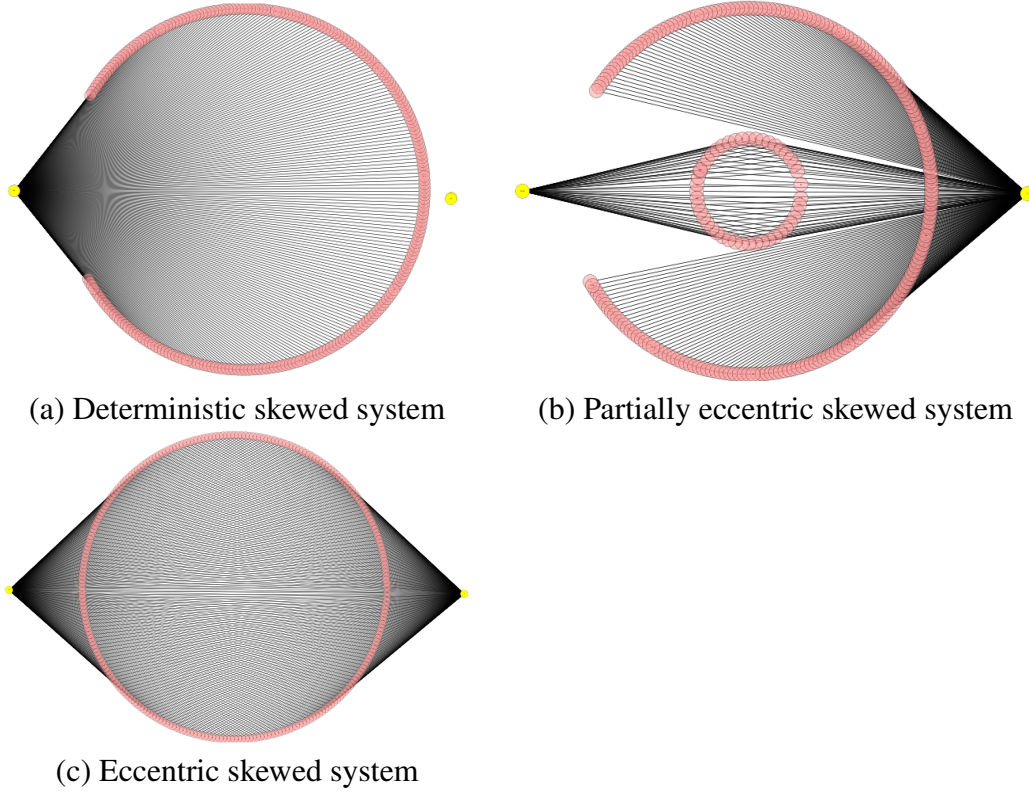 (a) Deterministic skewed system
(b) Partially eccentric skewed system
(c) Eccentric skewed system